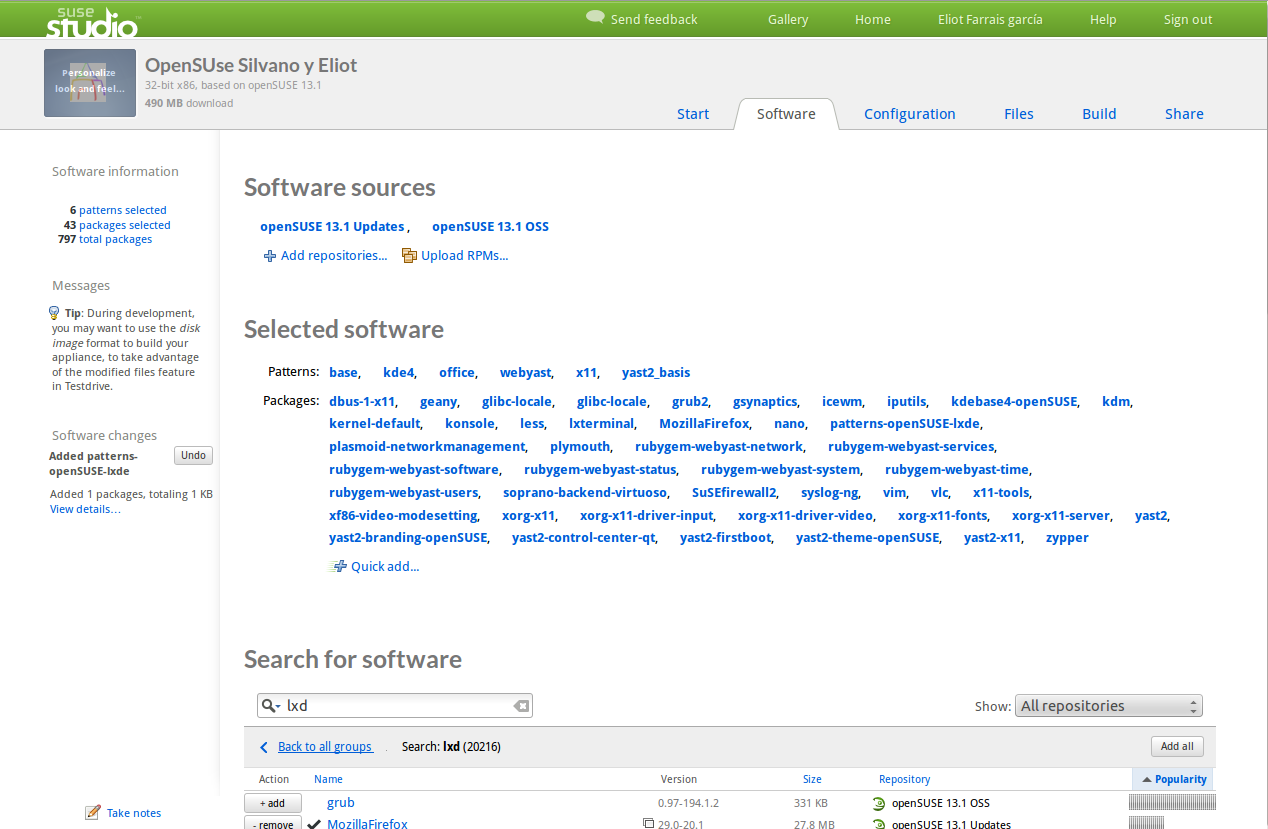 suse
studio
Send feedback Gallery Home Eliot Farrais garcía Help Sign out
Personalize
look and feel...
OpenSUse Silvano y Eliot
32-bit x86, based on openSUSE 13.1
490 MB download
Start Software Configuration Files Build Share
Software information
6 patterns selected
43 packages selected
797 total packages
Messages
Tip: During development,
you may want to use the disk
image format to build your
appliance, to take advantage
of the modified files feature
in Testdrive.
Software changes
Added patterns-
openSUSE-lxde
Undo
Added 1 packages, totaling 1 KB
View details...
Take notes
Software sources
openSUSE 13.1 Updates , openSUSE 13.1 OSS
Add repositories... Upload RPMs...
Selected software
Patterns: base, kde4, office, webyast, x11, yast2_basis
Packages: dbus-1-x11, geany, glibc-locale, glibc-locale, grub2, gsynaptics, icewm, iputils, kdebase4-openSUSE, kdm,
kernel-default, konsole, less, lxterminal, MozillaFirefox, nano, patterns-openSUSE-lxde,
plasmoid-networkmanagement, plymouth, rubygem-webyast-network, rubygem-webyast-services,
rubygem-webyast-software, rubygem-webyast-status, rubygem-webyast-system, rubygem-webyast-time,
rubygem-webyast-users, soprano-backend-virtuoso, SuSEfirewall2, syslog-ng, vim, vlc, x11-tools,
xf86-video-modesetting, xorg-x11, xorg-x11-driver-input, xorg-x11-driver-video, xorg-x11-fonts, xorg-x11-server, yast2,
yast2-branding-openSUSE, yast2-control-center-qt, yast2-firstboot, yast2-theme-openSUSE, yast2-x11, zypper
Quick add...
Search for software
lxd Show: All repositories
Back to all groups . Search: lxd (20216) Add all
Action Name Version Size Repository Popularity
+ add grub 0.97-194.1.2 331 KB openSUSE 13.1 OSS
- remove MozillaFirefox 29.0-20.1 27.8 MB openSUSE 13.1 Updates